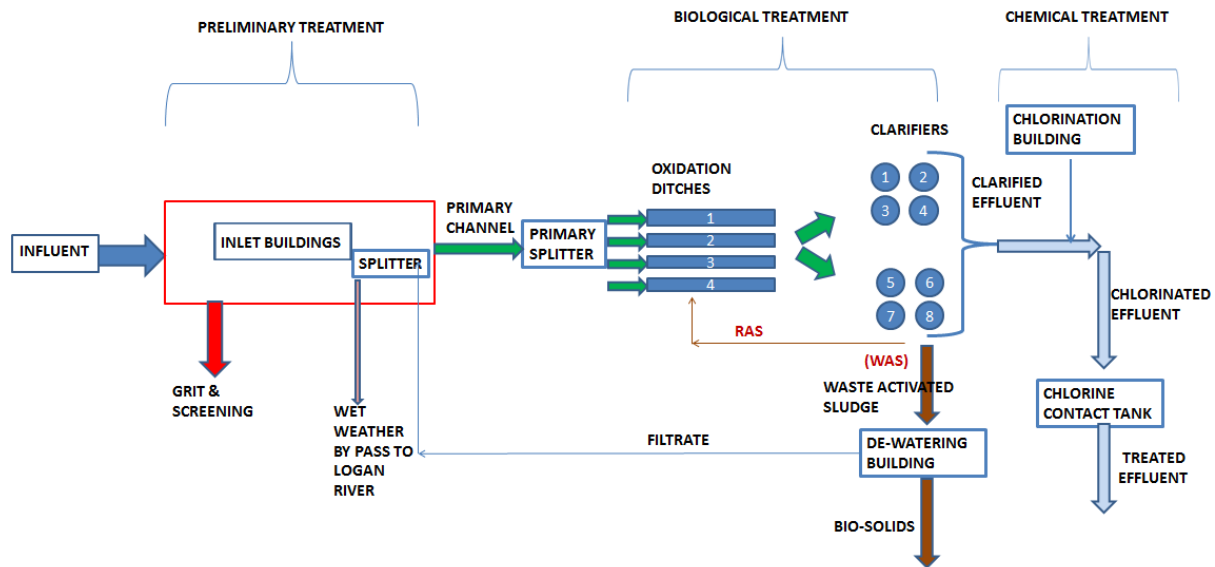 PRELIMINARY TREATMENT
BIOLOGICAL TREATMENT
CHEMICAL TREATMENT
INFLUENT
INLET BUILDINGS
SPLITTER
GRIT &
SCREENING
WET
WEATHER
BY PASS TO
LOGAN
RIVER
PRIMARY
CHANNEL
PRIMARY
SPLITTER
OXIDATION
DITCHES
1
2
3
4
RAS
CLARIFIERS
1 2
3 4
5 6
7 8
(WAS)
WASTE ACTIVATED
SLUDGE
FILTRATE
DE-WATERING
BUILDING
BIO-SOLIDS
CHLORINATION
BUILDING
CLARIFIED
EFFLUENT
CHLORINATED
EFFLUENT
CHLORINE
CONTACT TANK
TREATED
EFFLUENT